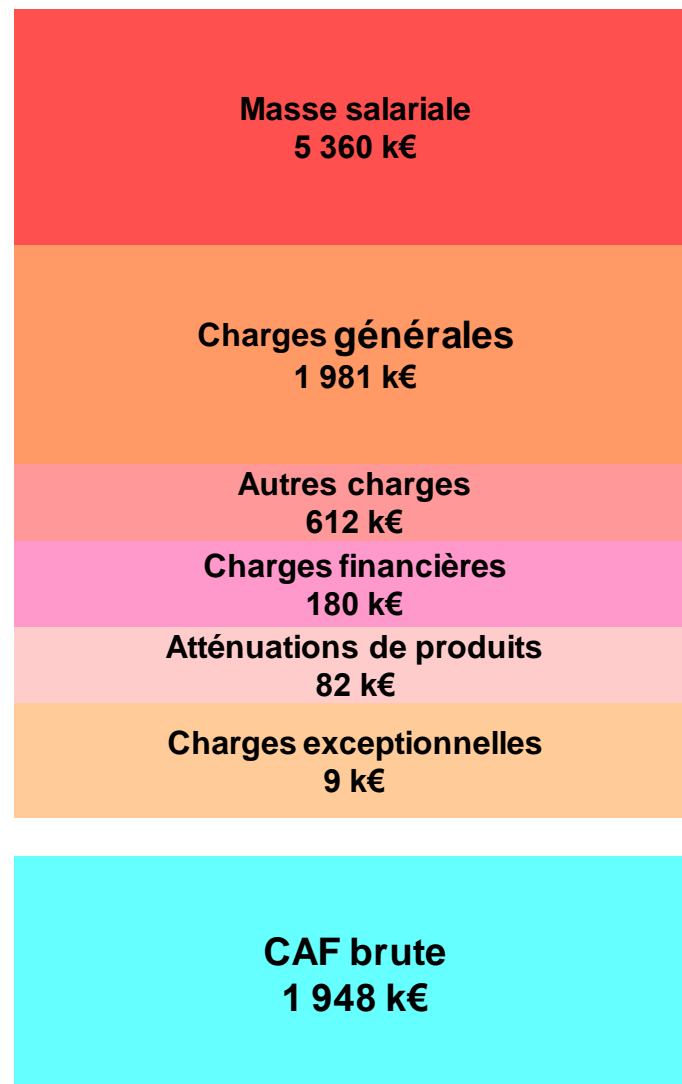 Masse salariale
5 360 k€
Charges générales
1 981 k€
Autres charges
612 k€
Charges financières
180 k€
Atténuations de produits
82 k€
Charges exceptionnelles
9 k€
CAF brute
1 948 k€